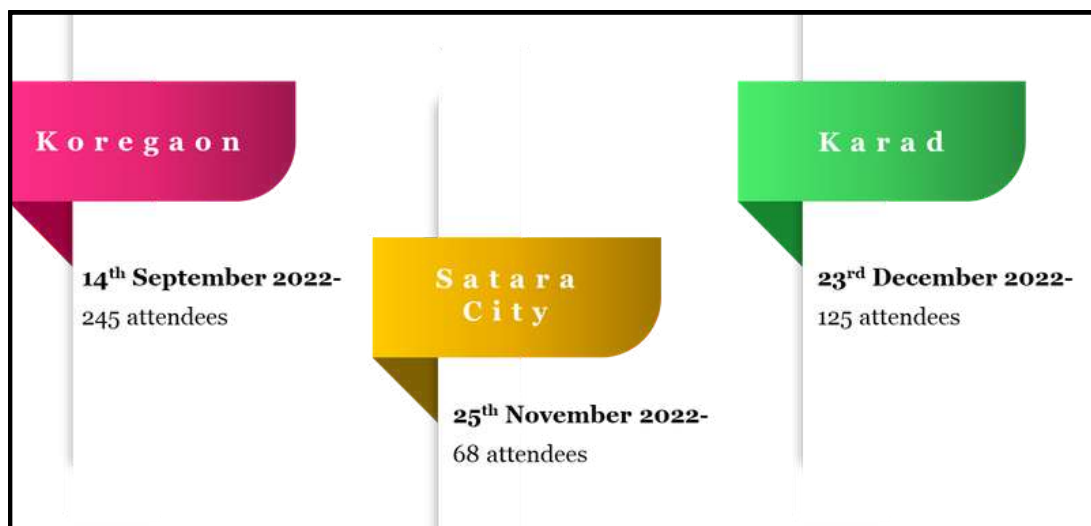 Koregaon
14th September 2022-
245 attendees
Satara
City
25th November 2022-
68 attendees
Karad
23rd December 2022-
125 attendees